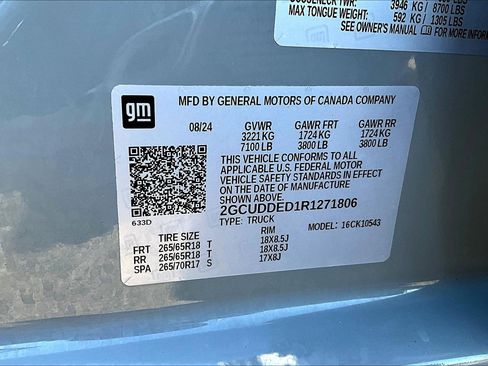 3946 KG / 8700 LBS
MAX TONGUE WEIGHT: 592 KG / 1305 LBS
SEE OWNER'S MANUAL FOR MORE
gm
MFD BY GENERAL MOTORS OF CANADA COMPANY
08/24 GVWR GAWR FRT GAWR RR
3221 KG 1724 KG 1724 KG
7100 LB 3800 LB 3800 LB
THIS VEHICLE CONFORMS TO ALL
APPLICABLE U.S. FEDERAL MOTOR
VEHICLE SAFETY STANDARDS IN EFFECT
ON THE DATE OF MANUFACTURE
SHOWN ABOVE.
2GCUDDED1R1271806
633D
TYPE: TRUCK MODEL: 16CK10543
TIRE SIZE RIM
FRT 265/65R18 T 18X8.5J
RR 265/65R18 T 18X8.5J
SPA 265/70R17 S 17X8J